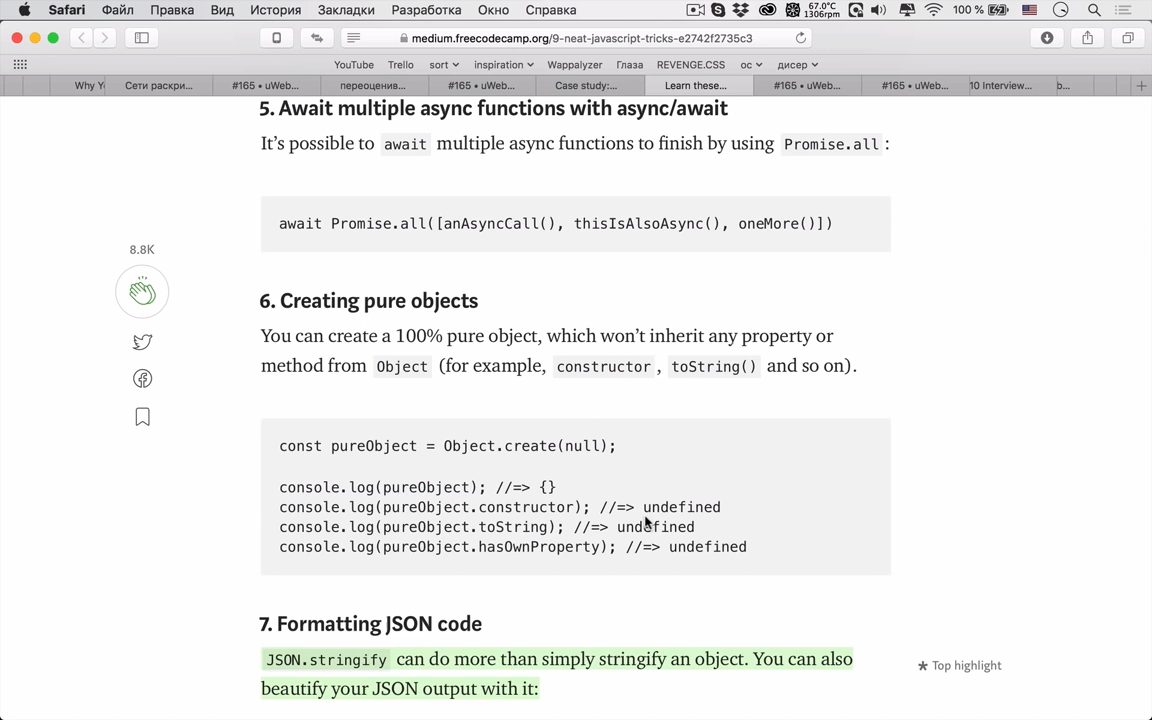 Safari Файл Правка Вид История Закладки Разработка Окно Справка 67.0°C 1306rpm 100 %
medium.freecodecamp.org/9-neat-javascript-tricks-e2742f2735c3
YouTube Trello sort inspiration Wappalyzer Глаза REVENGE.CSS ос дисер
Why Y Сети раскри... #165 • uWeb... переоценив... #165 • uWeb... Case study:... Learn these... #165 • uWeb... #165 • uWeb... 10 Interview... b...
5. Await multiple async functions with async/await
It’s possible to await multiple async functions to finish by using Promise.all :
await Promise.all([anAsyncCall(), thisIsAlsoAsync(), oneMore()])
8.8K
6. Creating pure objects
You can create a 100% pure object, which won’t inherit any property or
method from Object (for example, constructor , toString() and so on).
const pureObject = Object.create(null);
console.log(pureObject); //=> {}
console.log(pureObject.constructor); //=> undefined
console.log(pureObject.toString); //=> undefined
console.log(pureObject.hasOwnProperty); //=> undefined
7. Formatting JSON code
JSON.stringify can do more than simply stringify an object. You can also
beautify your JSON output with it:
Top highlight